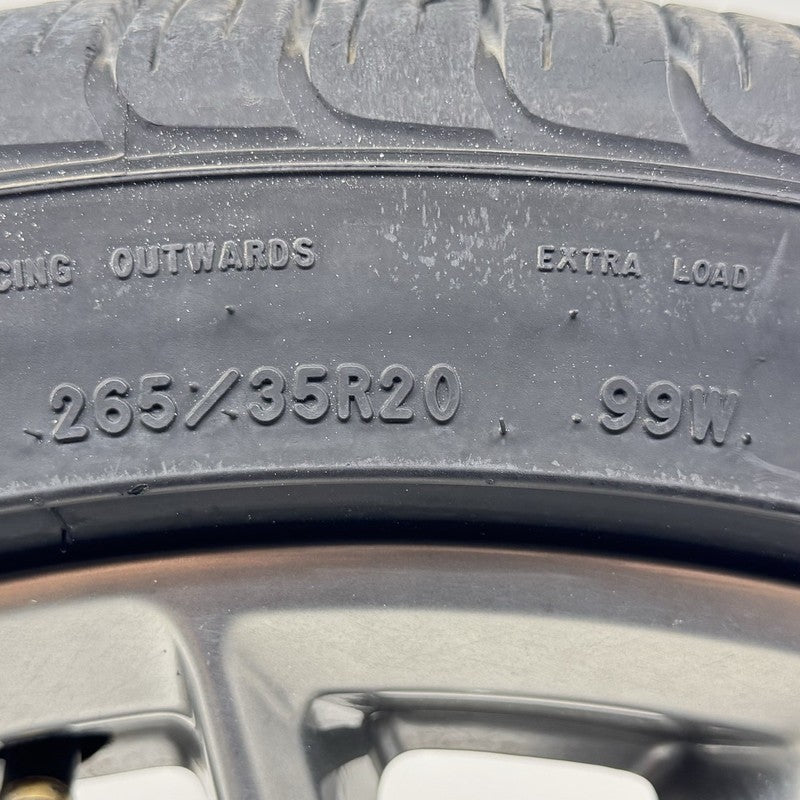 CING OUTWARDS EXTRA LOAD
265/35R20 99W